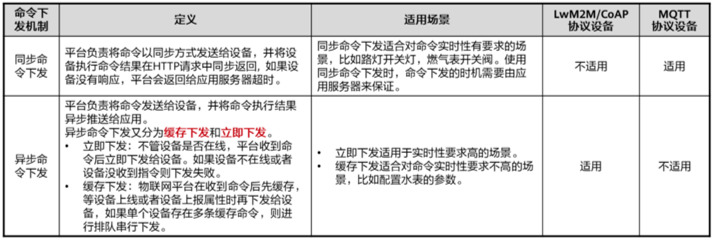 命令下
发机制
定义
适用场景
LwM2M/CoAP
协议设备
MQTT
协议设备
同步命
令下发
平台负责将命令以同步方式发送给设备，并将设
备执行命令结果在HTTP请求中同步返回, 如果设
备没有响应，平台会返回给应用服务器超时。
同步命令下发适合对命令实时性有要求的场
景，比如路灯开关灯，燃气表开关阀。使用
同步命令下发时，命令下发的时机需要由应
用服务器来保证。
不适用
适用
异步命
令下发
平台负责将命令发送给设备，并将命令执行结果
异步推送给应用。
异步命令下发又分为缓存下发和立即下发。
• 立即下发：不管设备是否在线，平台收到命
令后立即下发给设备。如果设备不在线或者
设备没收到指令则下发失败。
• 缓存下发：物联网平台在收到命令后先缓存，
等设备上线或者设备上报属性时再下发给设
备，如果单个设备存在多条缓存命令，则进
行排队串行下发。
• 立即下发适用于实时性要求高的场景。
• 缓存下发适合对命令实时性要求不高的场
景，比如配置水表的参数。
适用
不适用